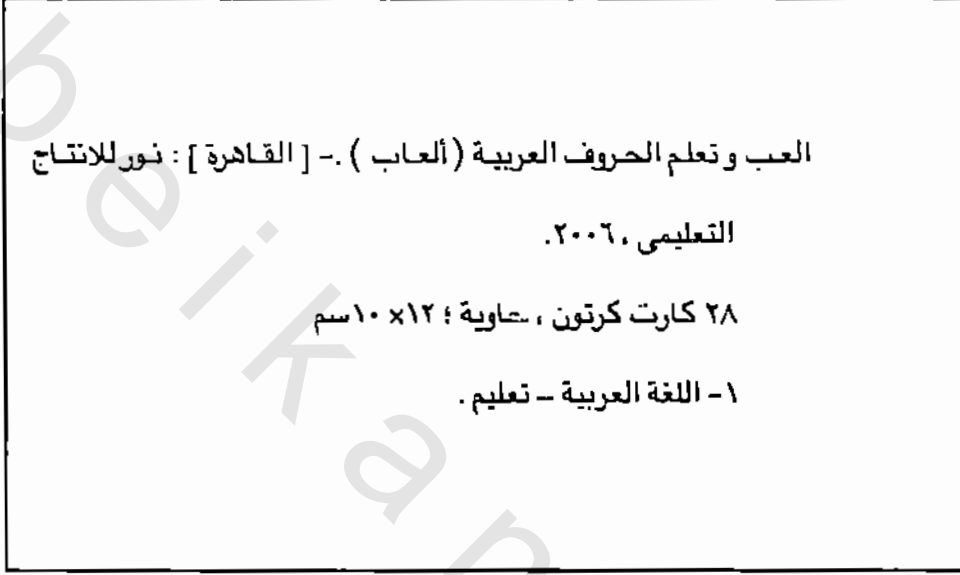 العب و تعلم الحروف العربية (ألعاب ) .- [ القاهرة ] : نور للانتاج
التعليمى ، ٢٠٠٦.
٢٨ كارت كرتون ، حاوية ؛ ١٢× ١٠سم
١- اللغة العربية – تعليم .
beikan